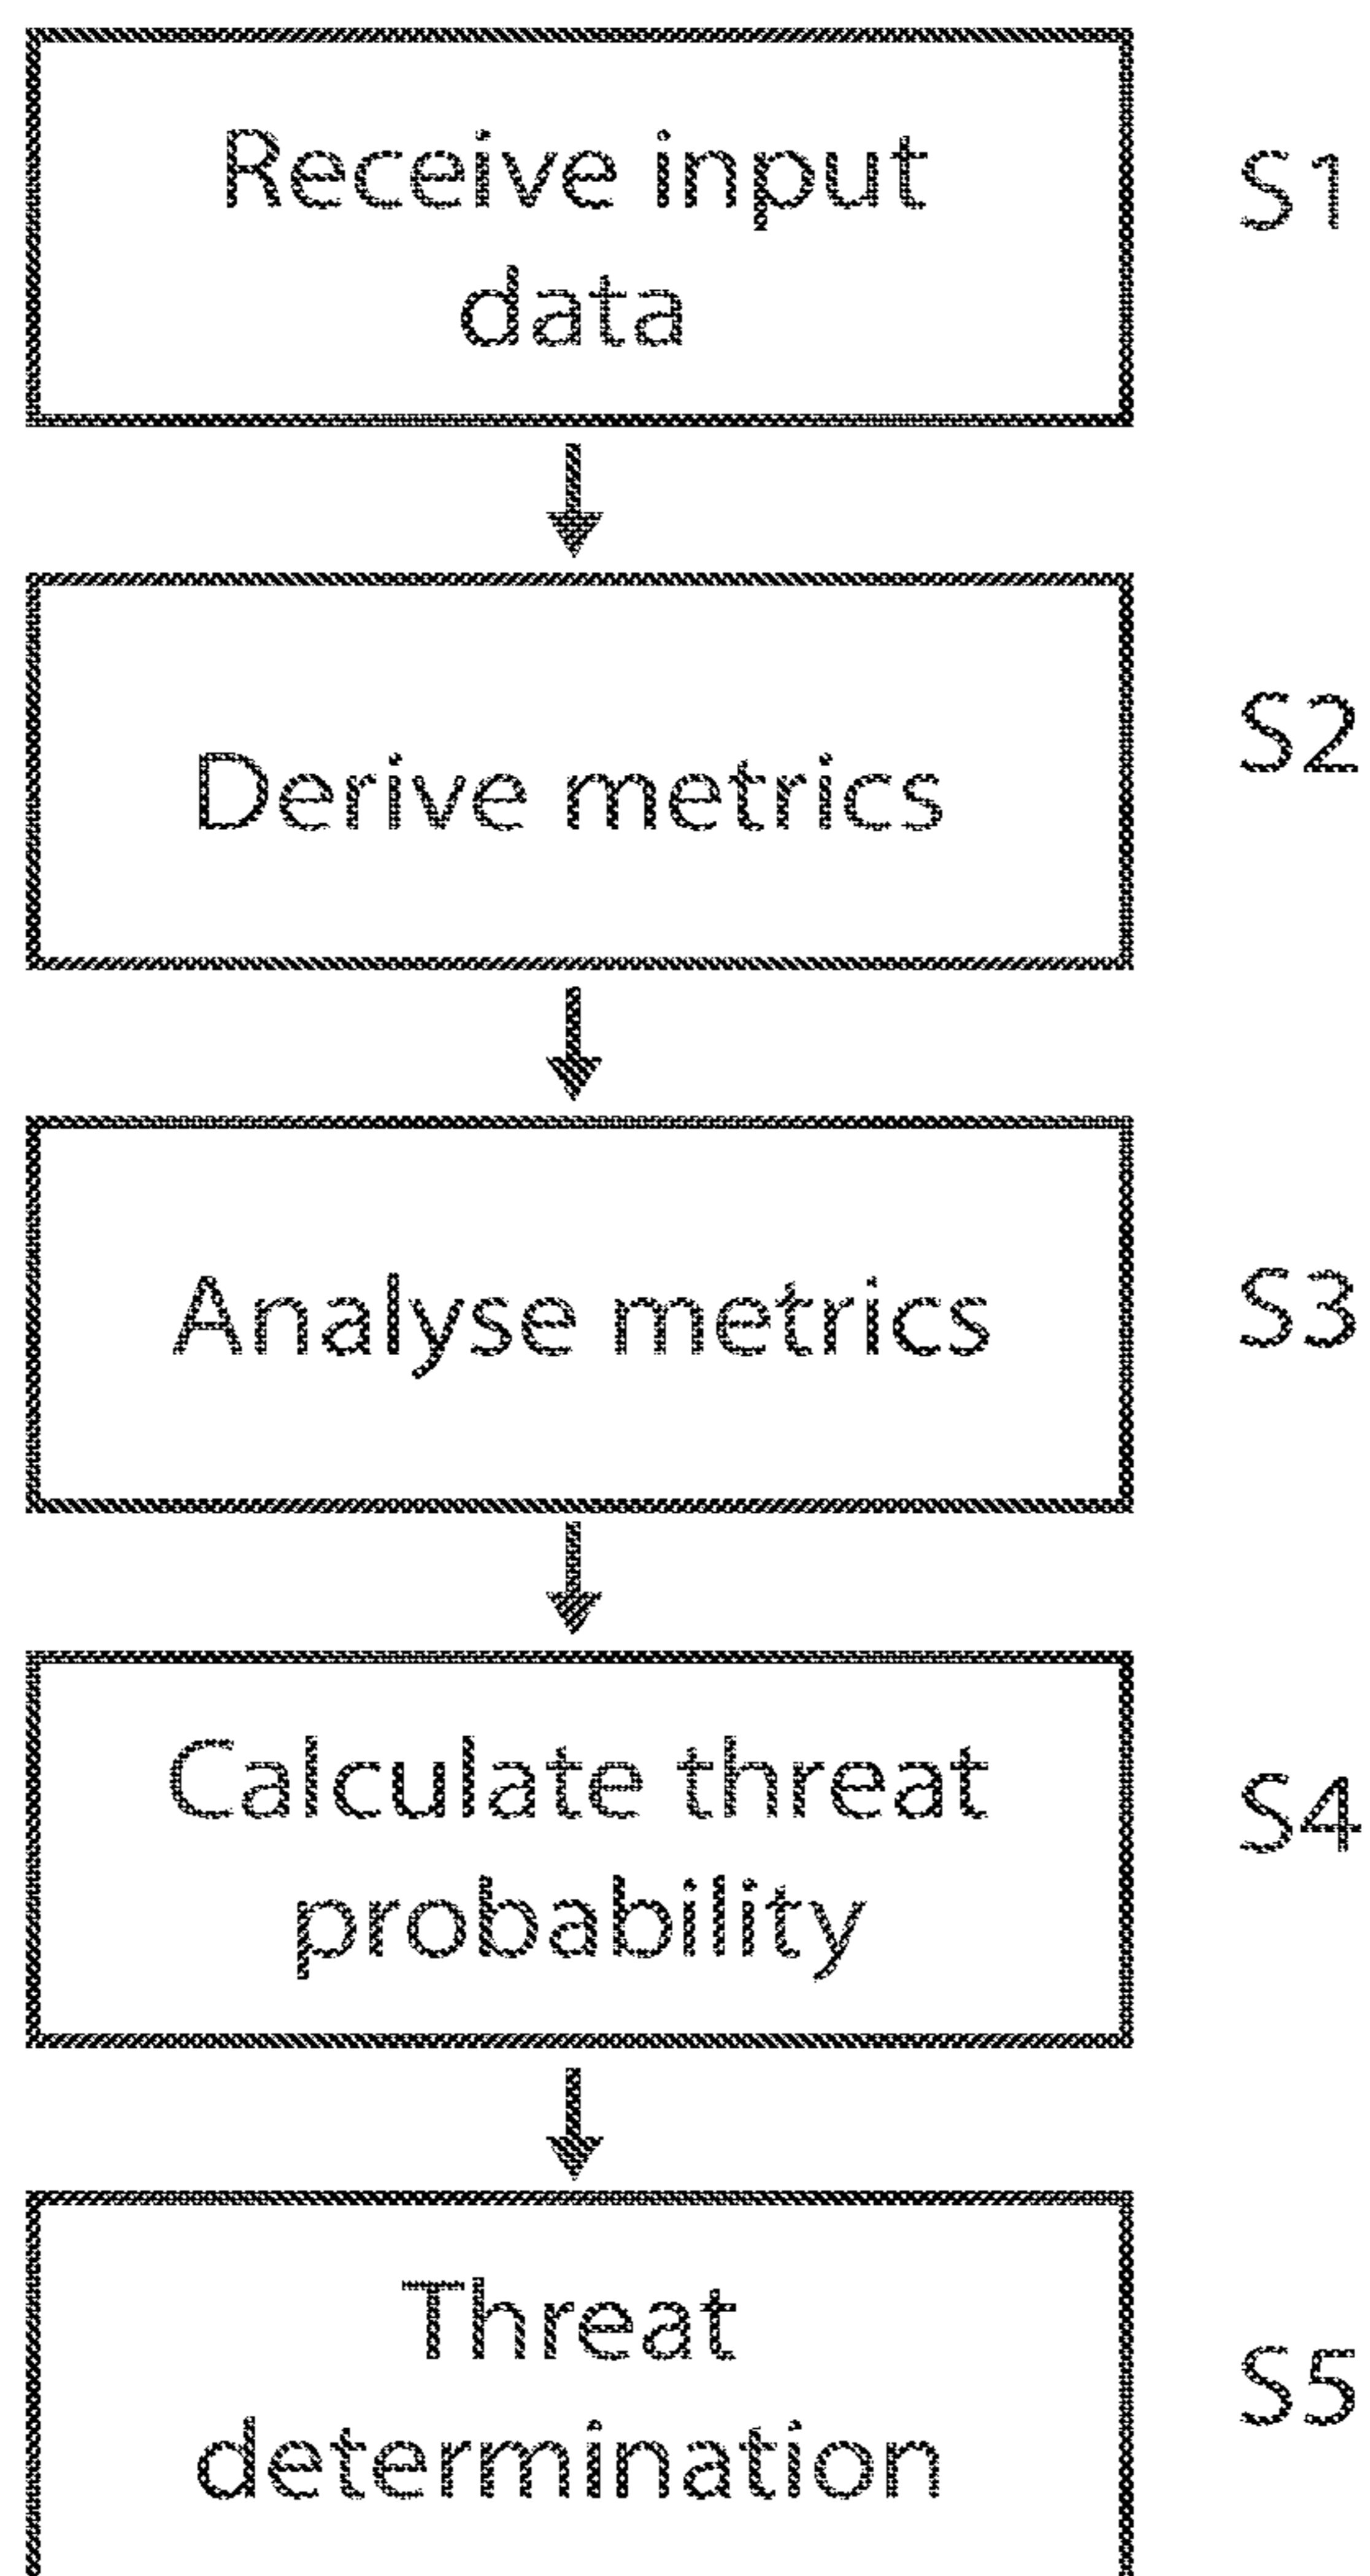 Receive input
data
S1
Derive metrics
S2
Analyse metrics
S3
Calculate threat
probability
S4
Threat
determination
S5